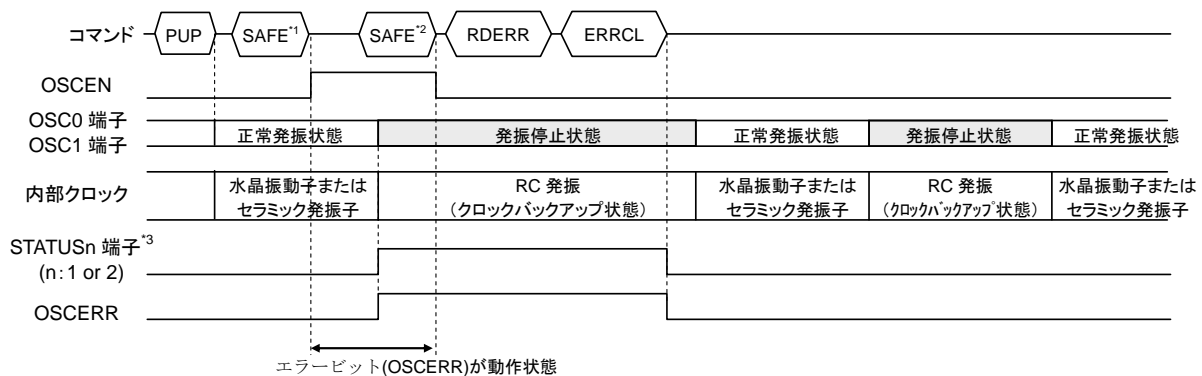 コマンド PUP SAFE*1 SAFE*2 RDERR ERRCL
OSCEN
OSC0 端子
OSC1 端子
正常発振状態 発振停止状態 正常発振状態 発振停止状態 正常発振状態
内部クロック
水晶振動子または RC 発振 水晶振動子または RC 発振 水晶振動子または
セラミック発振子 (クロックバックアップ状態) セラミック発振子 (クロックバックアップ状態) セラミック発振子
STATUSn 端子*3
(n:1 or 2)
OSCERR
エラービット(OSCERR)が動作状態